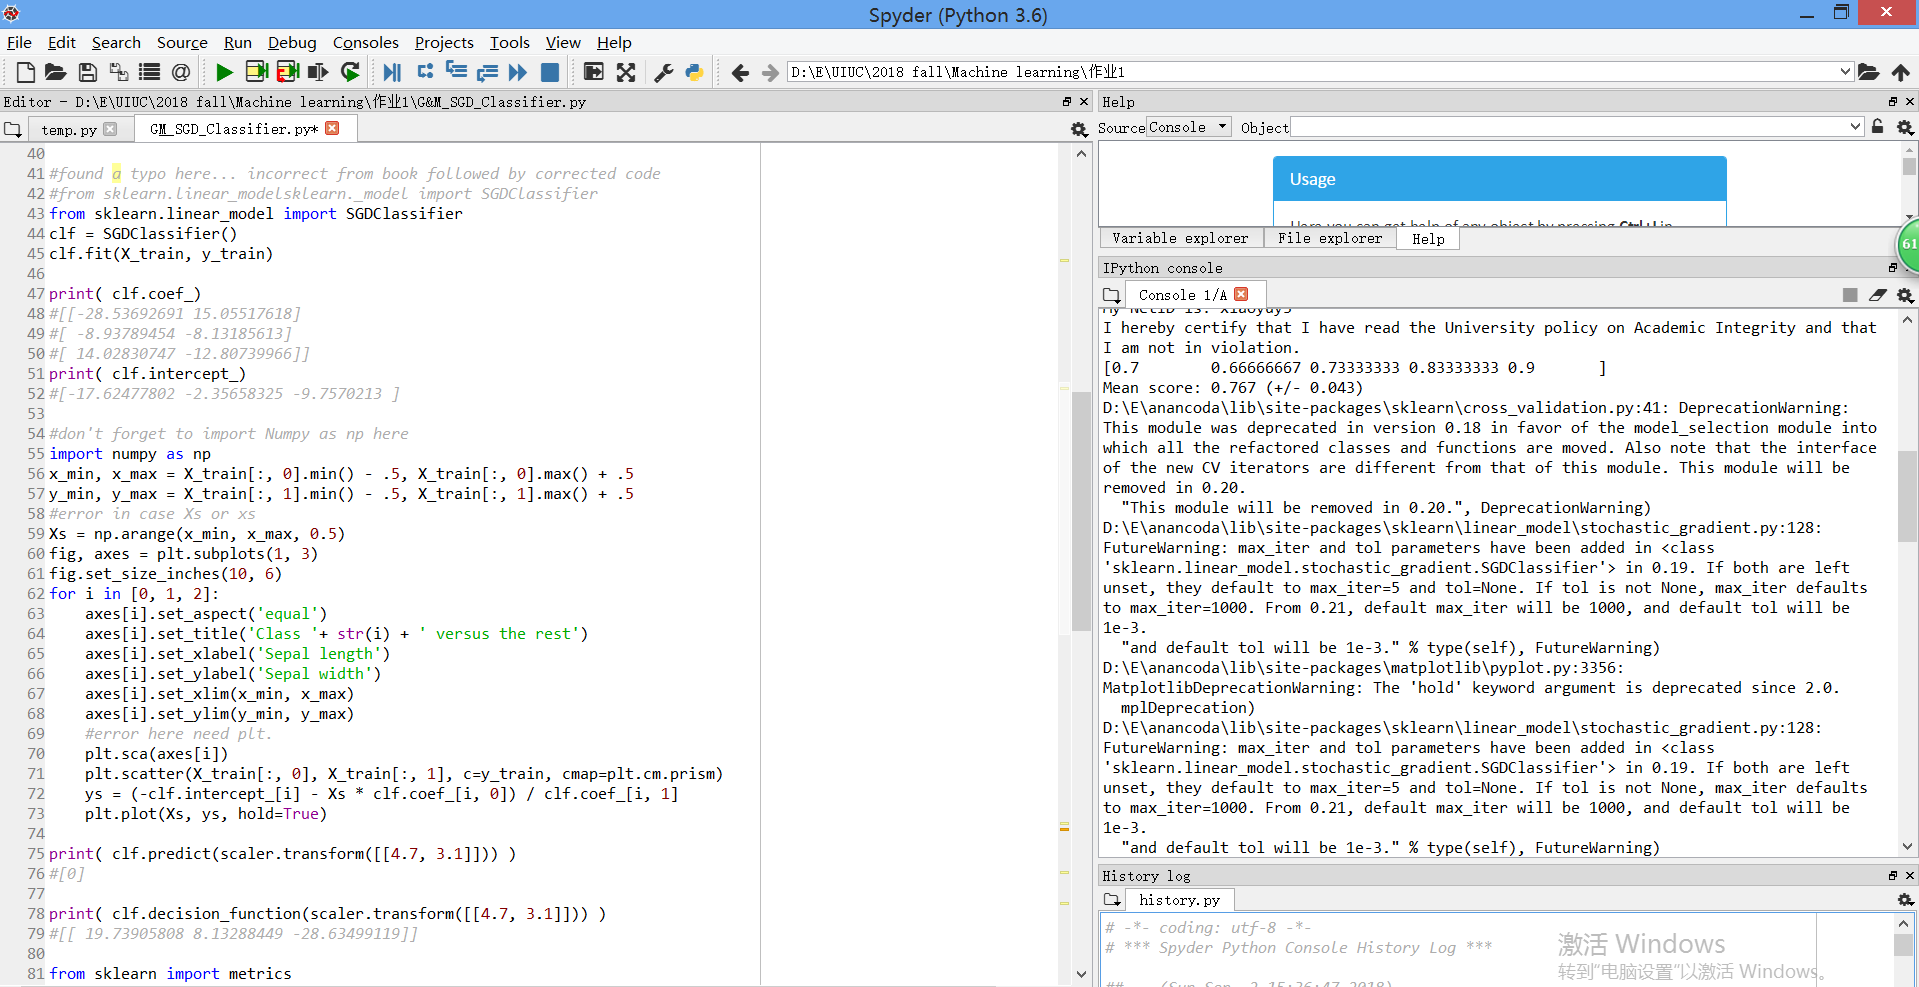 Spyder (Python 3.6)
File Edit Search Source Run Debug Consoles Projects Tools View Help
D:\E\UIUC\2018 fall\Machine learning\作业1
Editor - D:\E\UIUC\2018 fall\Machine learning\作业1\G&M_SGD_Classifier.py
temp.py
GM_SGD_Classifier.py*
40
41 #found a typo here... incorrect from book followed by corrected code
42 #from sklearn.linear_modelsklearn._model import SGDClassifier
43 from sklearn.linear_model import SGDClassifier
44 clf = SGDClassifier()
45 clf.fit(X_train, y_train)
46
47 print( clf.coef_)
48 #[[-28.53692691 15.05517618]
49 #[ -8.93789454 -8.13185613]
50 #[ 14.02830747 -12.80739966]]
51 print( clf.intercept_)
52 #[-17.62477802 -2.35658325 -9.7570213 ]
53
54 #don't forget to import Numpy as np here
55 import numpy as np
56 x_min, x_max = X_train[:, 0].min() - .5, X_train[:, 0].max() + .5
57 y_min, y_max = X_train[:, 1].min() - .5, X_train[:, 1].max() + .5
58 #error in case Xs or xs
59 Xs = np.arange(x_min, x_max, 0.5)
60 fig, axes = plt.subplots(1, 3)
61 fig.set_size_inches(10, 6)
62 for i in [0, 1, 2]:
63     axes[i].set_aspect('equal')
64     axes[i].set_title('Class '+ str(i) + ' versus the rest')
65     axes[i].set_xlabel('Sepal length')
66     axes[i].set_ylabel('Sepal width')
67     axes[i].set_xlim(x_min, x_max)
68     axes[i].set_ylim(y_min, y_max)
69     #error here need plt.
70     plt.sca(axes[i])
71     plt.scatter(X_train[:, 0], X_train[:, 1], c=y_train, cmap=plt.cm.prism)
72     ys = (-clf.intercept_[i] - Xs * clf.coef_[i, 0]) / clf.coef_[i, 1]
73     plt.plot(Xs, ys, hold=True)
74
75 print( clf.predict(scaler.transform([[4.7, 3.1]])) )
76 #[0]
77
78 print( clf.decision_function(scaler.transform([[4.7, 3.1]])) )
79 #[[ 19.73905808 8.13288449 -28.63499119]]
80
81 from sklearn import metrics
Help
Source Console Object
Usage
Here you can get help of any object by pressing Ctrl+I in
Variable explorer File explorer Help
61
IPython console
Console 1/A
My NetID is: xiaoyuy3
I hereby certify that I have read the University policy on Academic Integrity and that
I am not in violation.
[0.7        0.66666667 0.73333333 0.83333333 0.9       ]
Mean score: 0.767 (+/- 0.043)
D:\E\anancoda\lib\site-packages\sklearn\cross_validation.py:41: DeprecationWarning:
This module was deprecated in version 0.18 in favor of the model_selection module into
which all the refactored classes and functions are moved. Also note that the interface
of the new CV iterators are different from that of this module. This module will be
removed in 0.20.
  "This module will be removed in 0.20.", DeprecationWarning)
D:\E\anancoda\lib\site-packages\sklearn\linear_model\stochastic_gradient.py:128:
FutureWarning: max_iter and tol parameters have been added in <class
'sklearn.linear_model.stochastic_gradient.SGDClassifier'> in 0.19. If both are left
unset, they default to max_iter=5 and tol=None. If tol is not None, max_iter defaults
to max_iter=1000. From 0.21, default max_iter will be 1000, and default tol will be
1e-3.
  "and default tol will be 1e-3." % type(self), FutureWarning)
D:\E\anancoda\lib\site-packages\matplotlib\pyplot.py:3356:
MatplotlibDeprecationWarning: The 'hold' keyword argument is deprecated since 2.0.
  mplDeprecation)
D:\E\anancoda\lib\site-packages\sklearn\linear_model\stochastic_gradient.py:128:
FutureWarning: max_iter and tol parameters have been added in <class
'sklearn.linear_model.stochastic_gradient.SGDClassifier'> in 0.19. If both are left
unset, they default to max_iter=5 and tol=None. If tol is not None, max_iter defaults
to max_iter=1000. From 0.21, default max_iter will be 1000, and default tol will be
1e-3.
  "and default tol will be 1e-3." % type(self), FutureWarning)
History log
history.py
# -*- coding: utf-8 -*-
# *** Spyder Python Console History Log ***
## (Sun Sep 2 15:26:47 2018)
激活 Windows
转到“电脑设置”以激活 Windows。